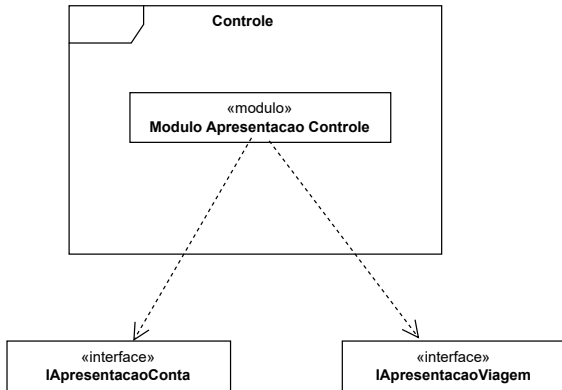 Controle
«modulo»
Modulo Apresentacao Controle
«interface»
IApresentacaoConta
«interface»
IApresentacaoViagem